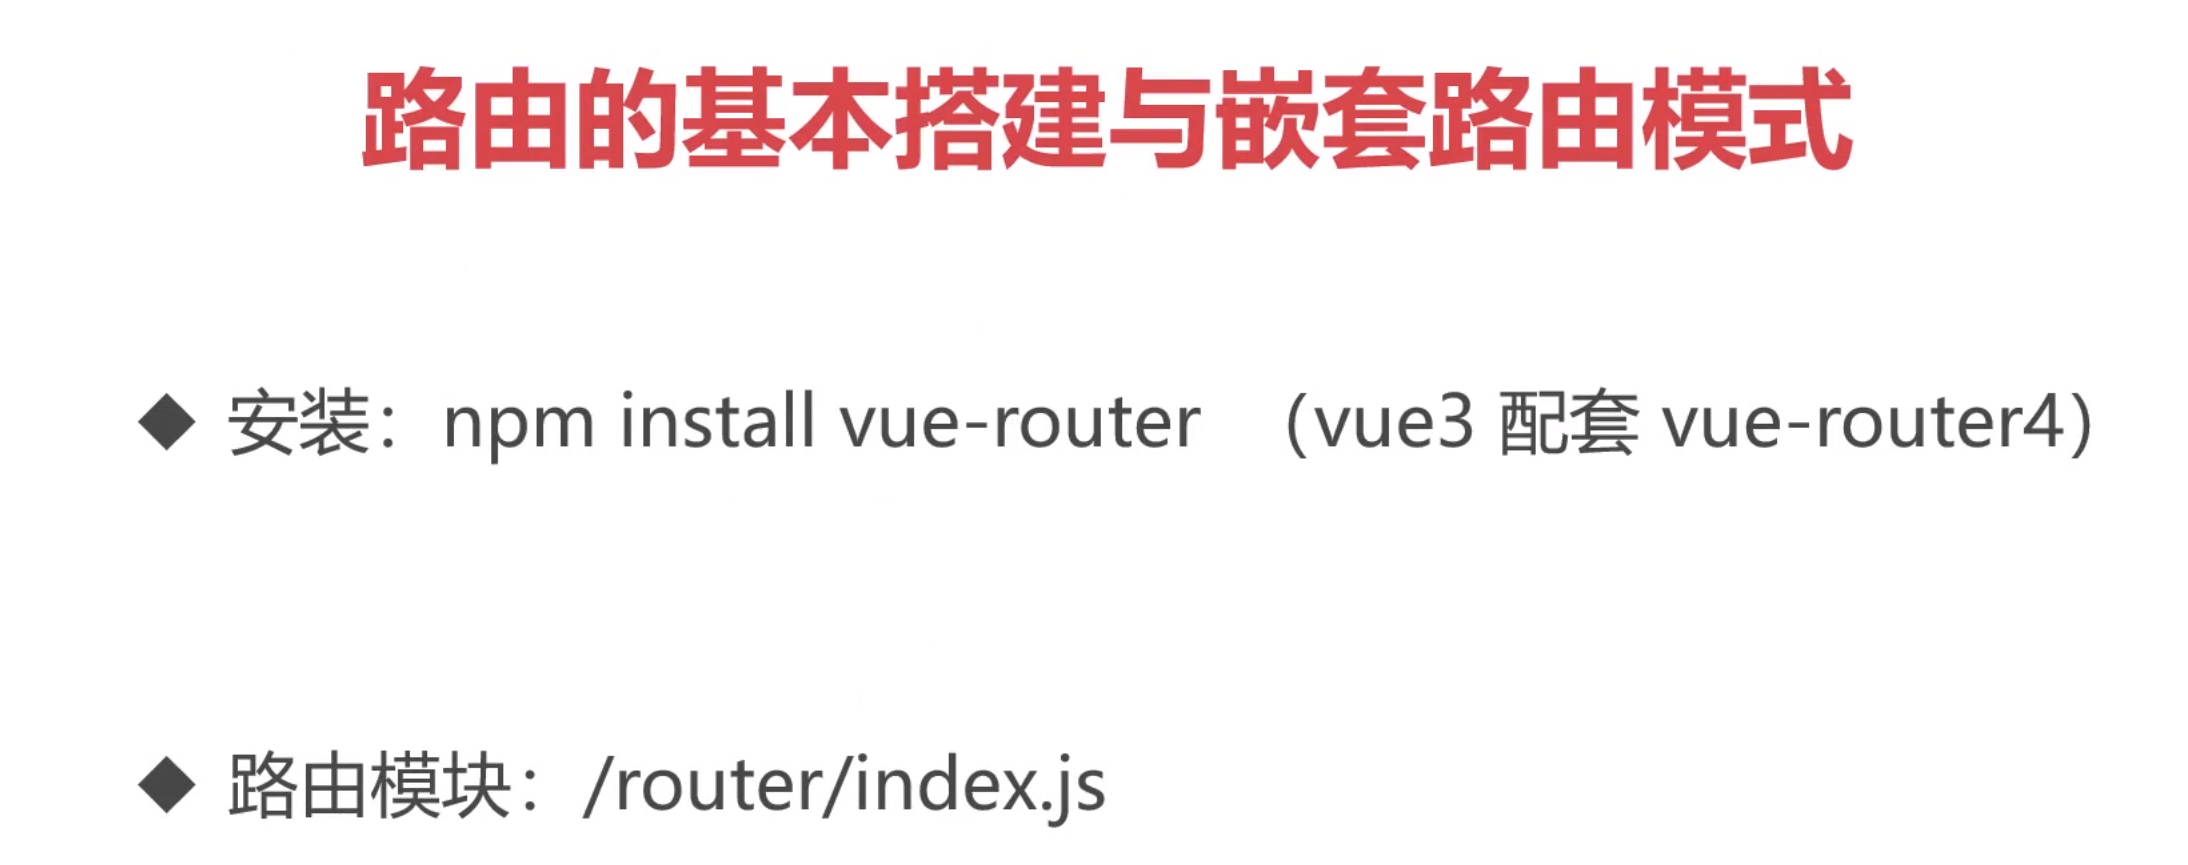 路由的基本搭建与嵌套路由模式
◆ 安装：npm install vue-router （vue3 配套 vue-router4）
◆ 路由模块：/router/index.js